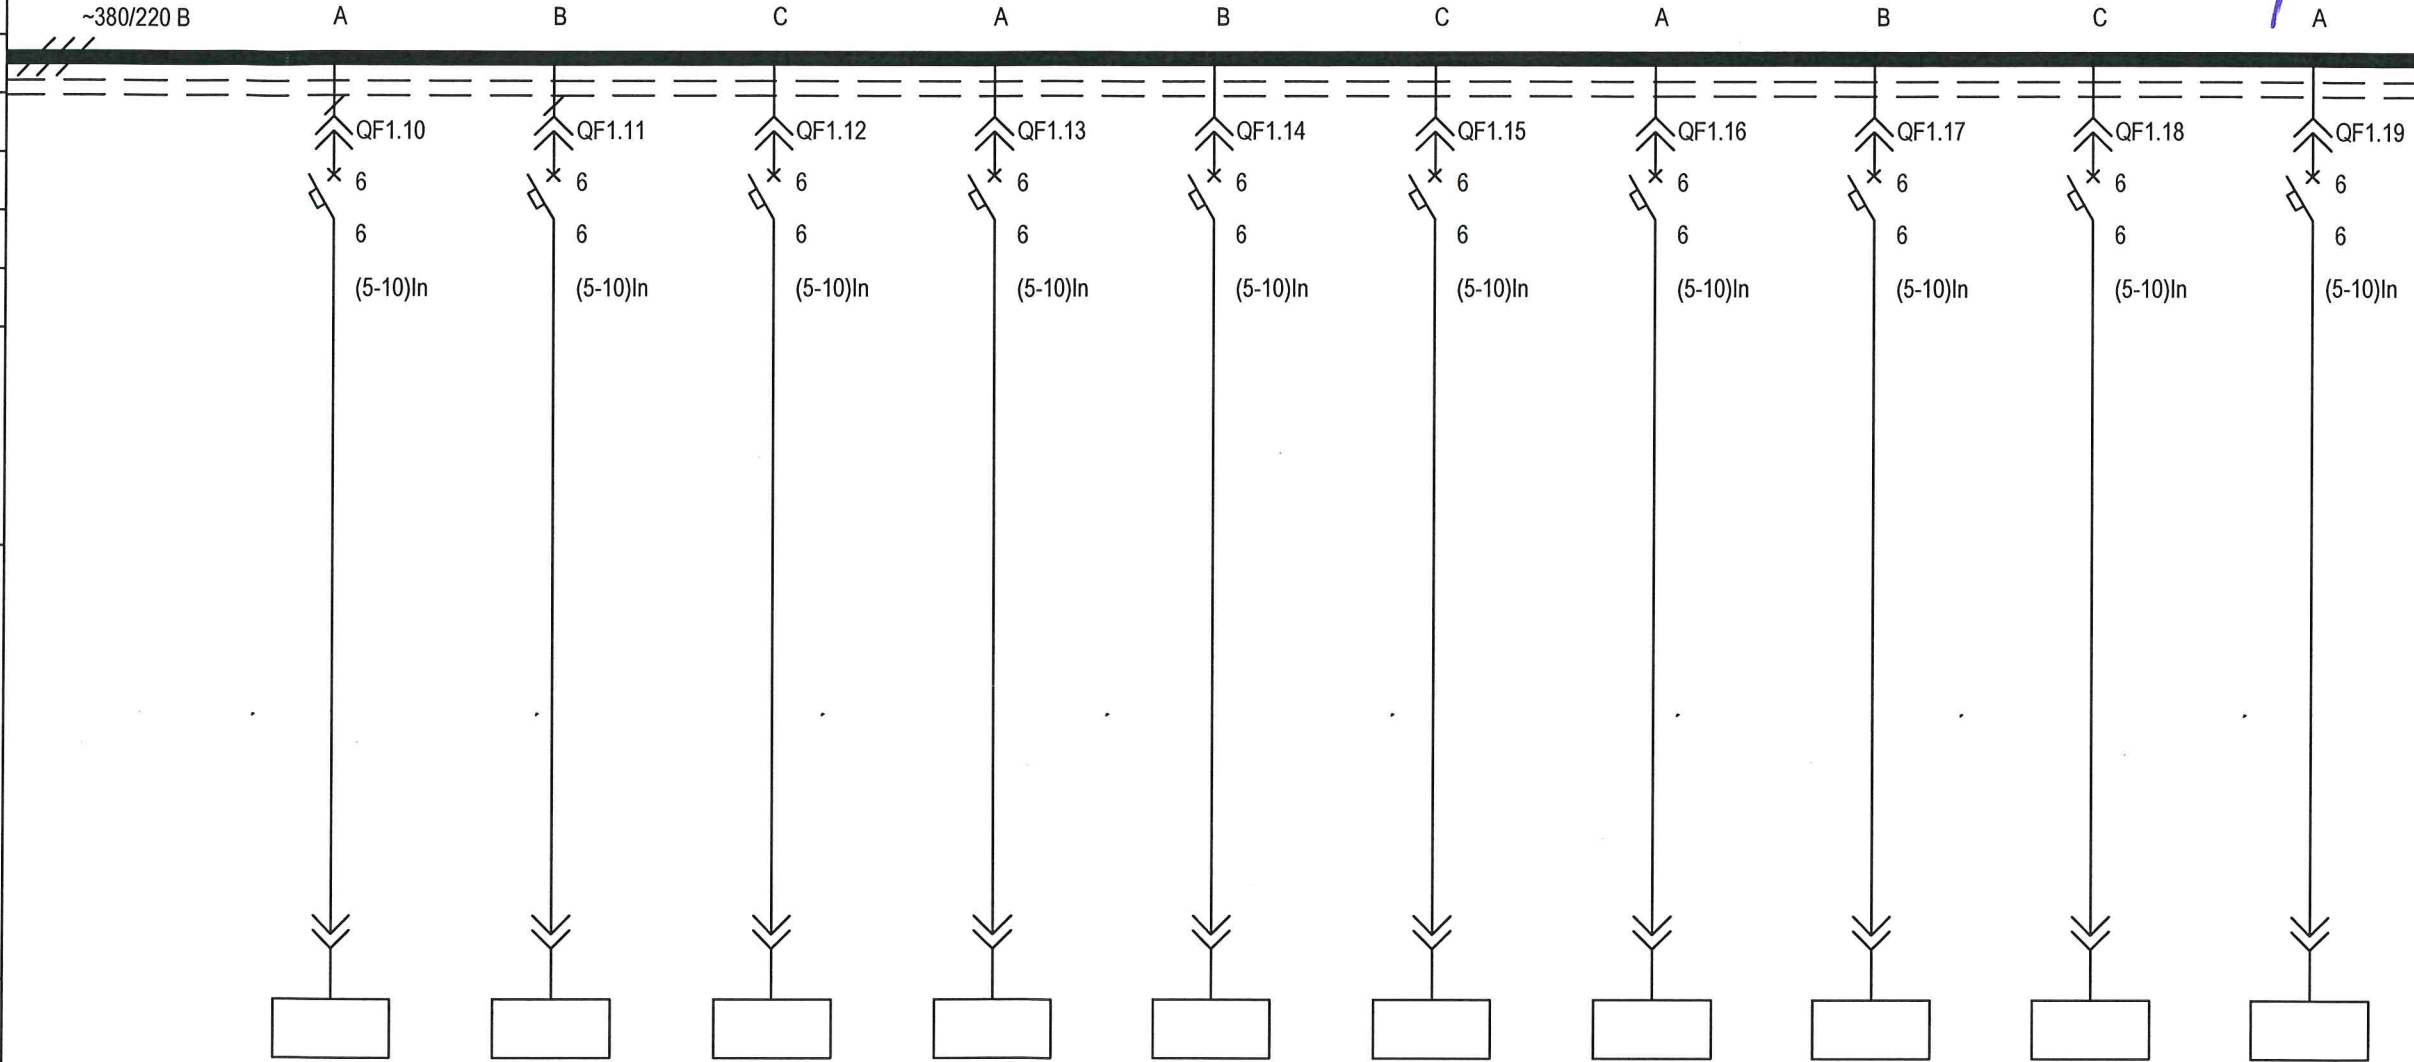 ~380/220 В A B C A B C A B C A
QF1.10 QF1.11 QF1.12 QF1.13 QF1.14 QF1.15 QF1.16 QF1.17 QF1.18 QF1.19
6 6 6 6 6 6 6 6 6 6
6 6 6 6 6 6 6 6 6 6
(5-10)In (5-10)In (5-10)In (5-10)In (5-10)In (5-10)In (5-10)In (5-10)In (5-10)In (5-10)In